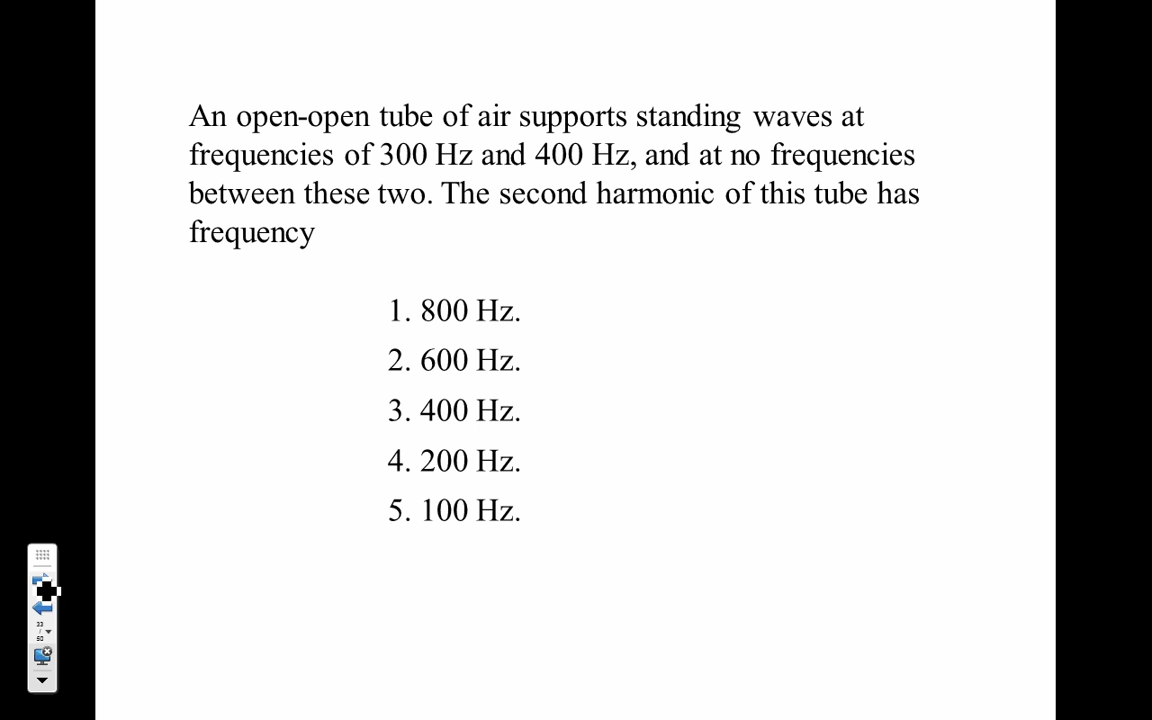 An open-open tube of air supports standing waves at
frequencies of 300 Hz and 400 Hz, and at no frequencies
between these two. The second harmonic of this tube has
frequency
1. 800 Hz.
2. 600 Hz.
3. 400 Hz.
4. 200 Hz.
5. 100 Hz.
33
/
50